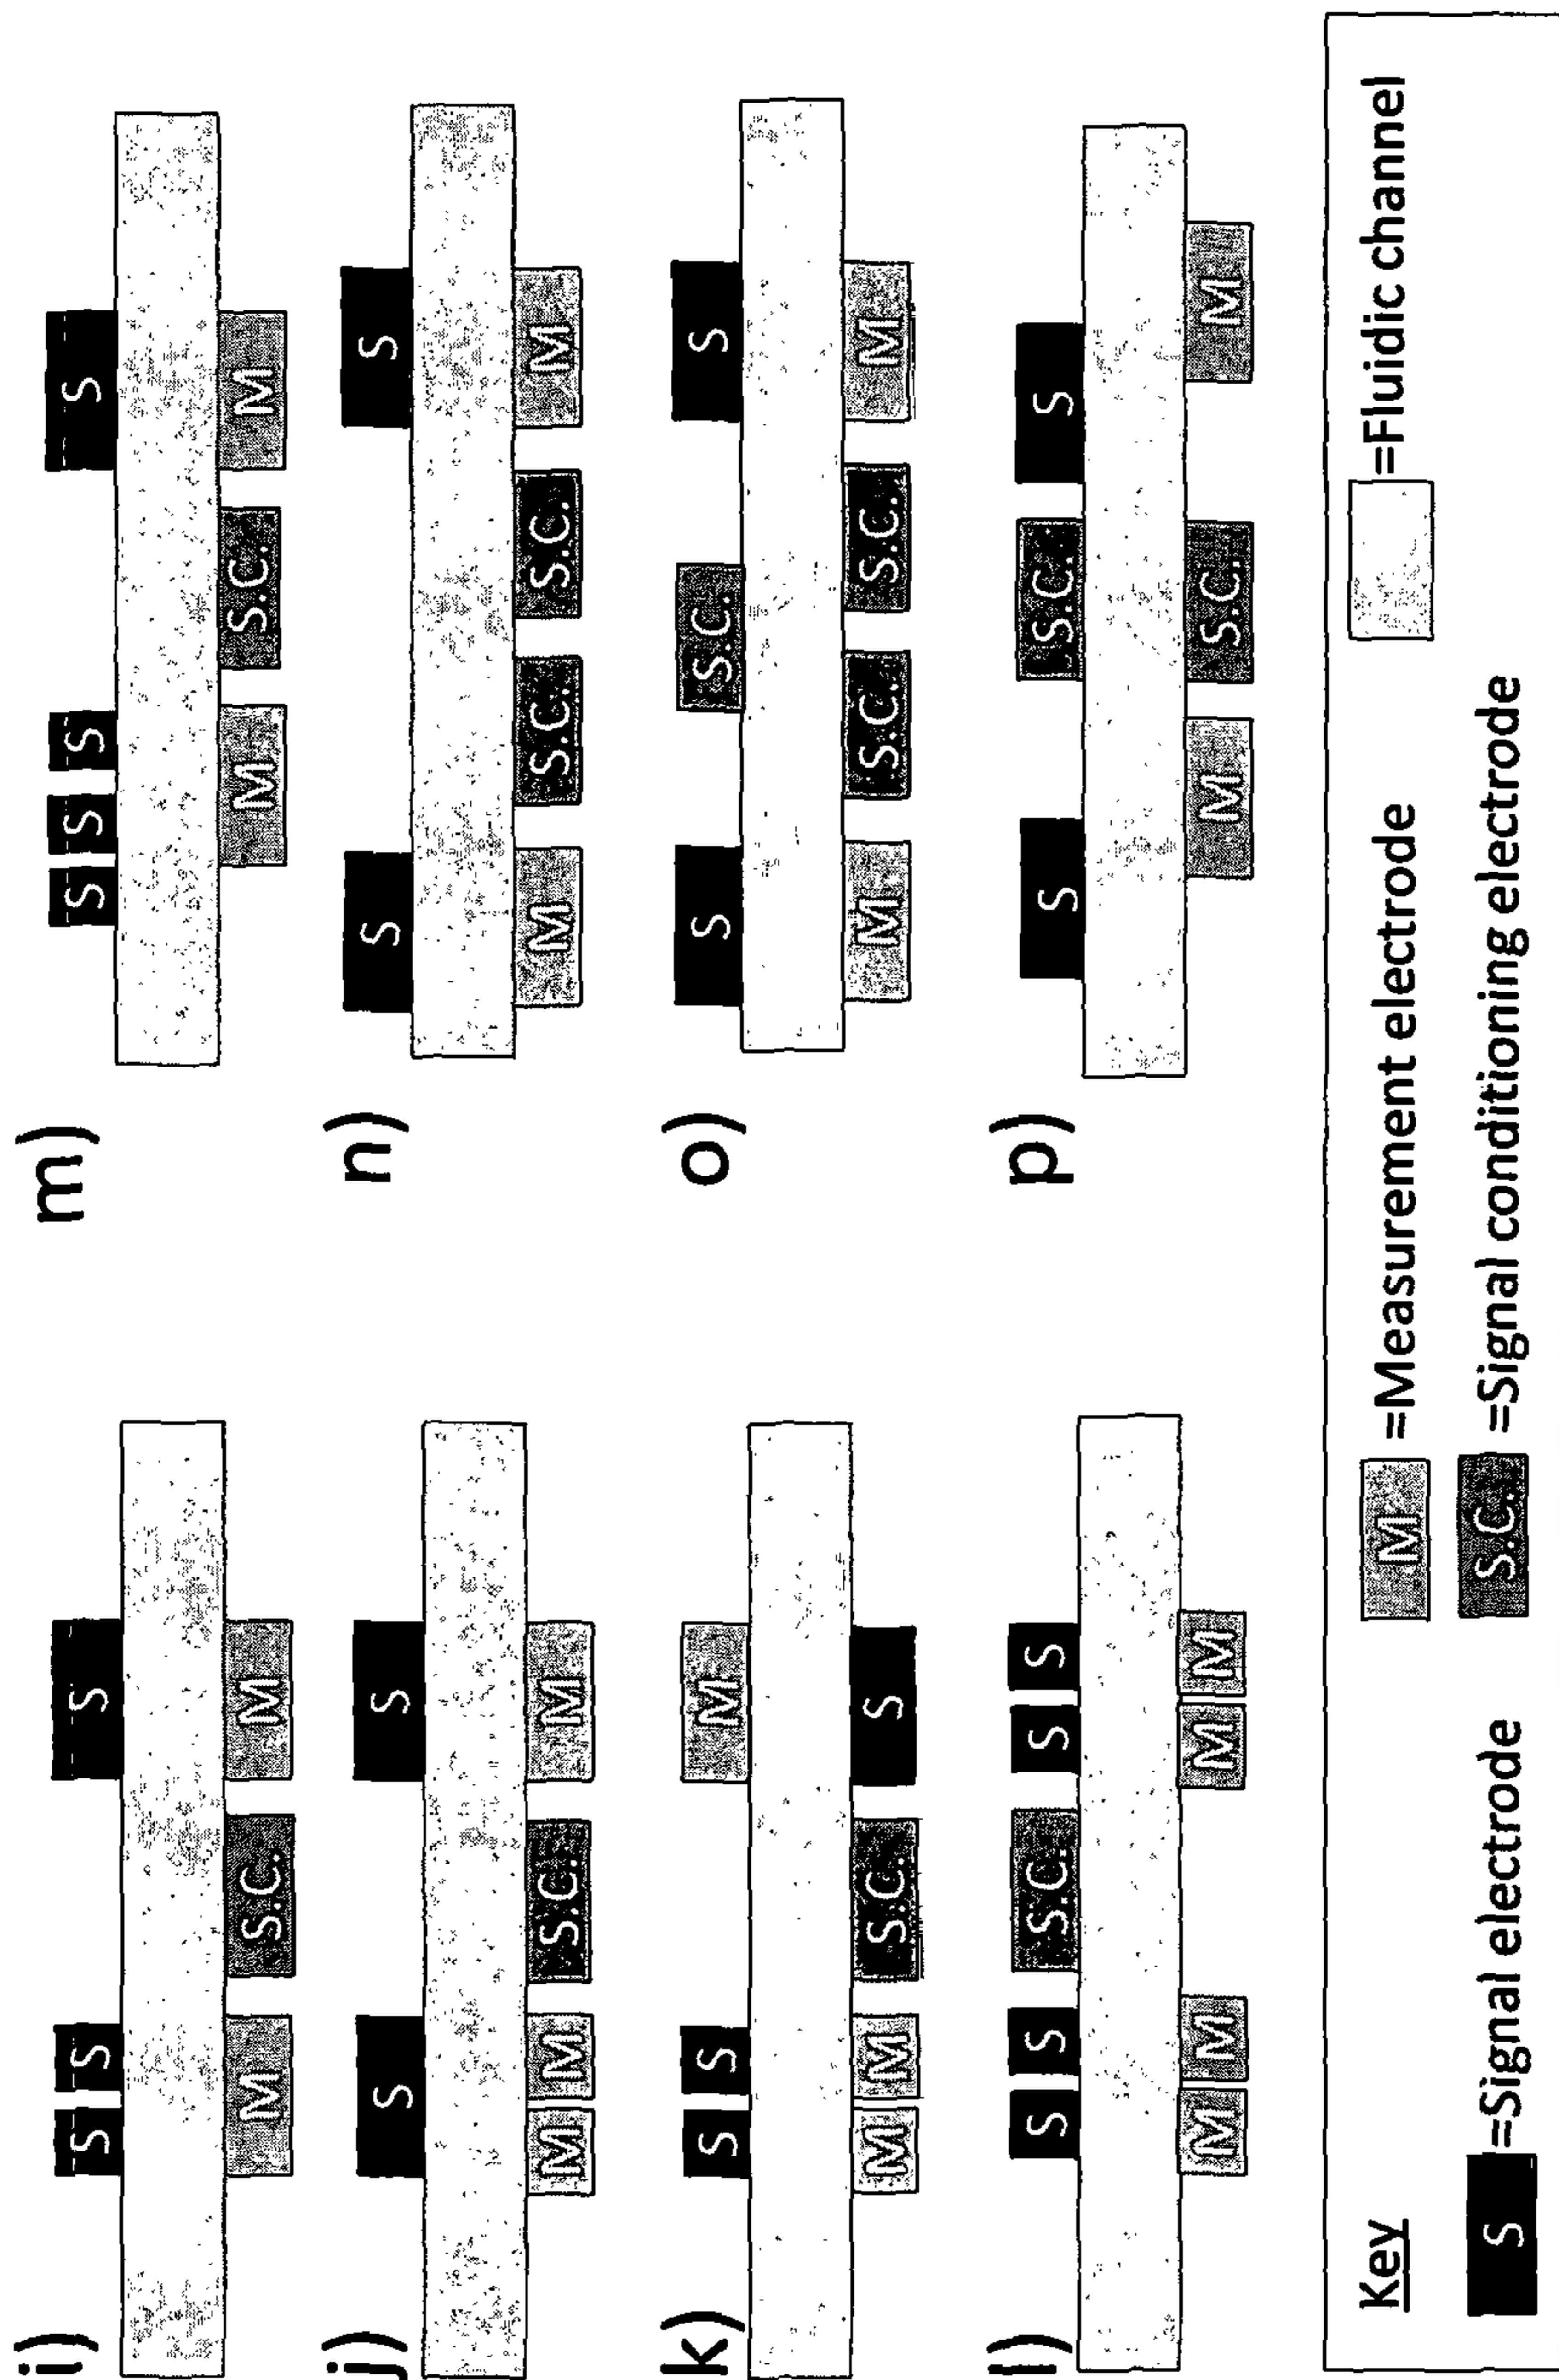 i)
S S S
M S.C. M
j)
S S
M M S.C. M
k)
S S M
M M S.C. S
l)
S S S.C. S S
M M M M
m)
S S S S
M S.C. M
n)
S S
M S.C. S.C. M
o)
S S.C. S
M S.C. S.C. M
p)
S S.C. S
M S.C. M
Key
M =Measurement electrode =Fluidic channel
S =Signal electrode S.C. =Signal conditioning electrode